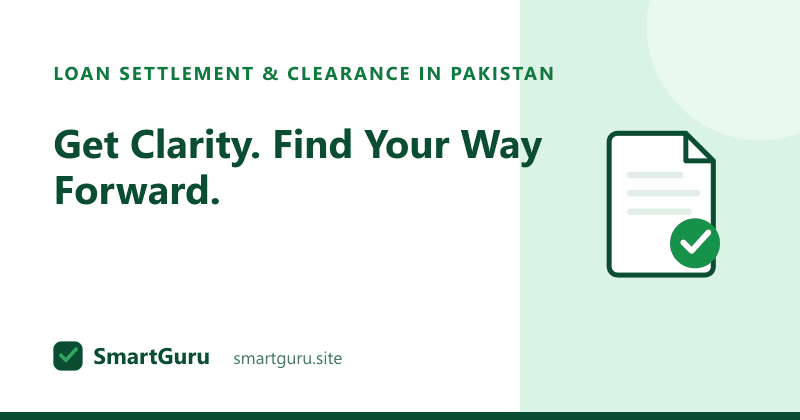 LOAN SETTLEMENT & CLEARANCE IN PAKISTAN
Get Clarity. Find Your Way
Forward.
SmartGuru smartguru.site